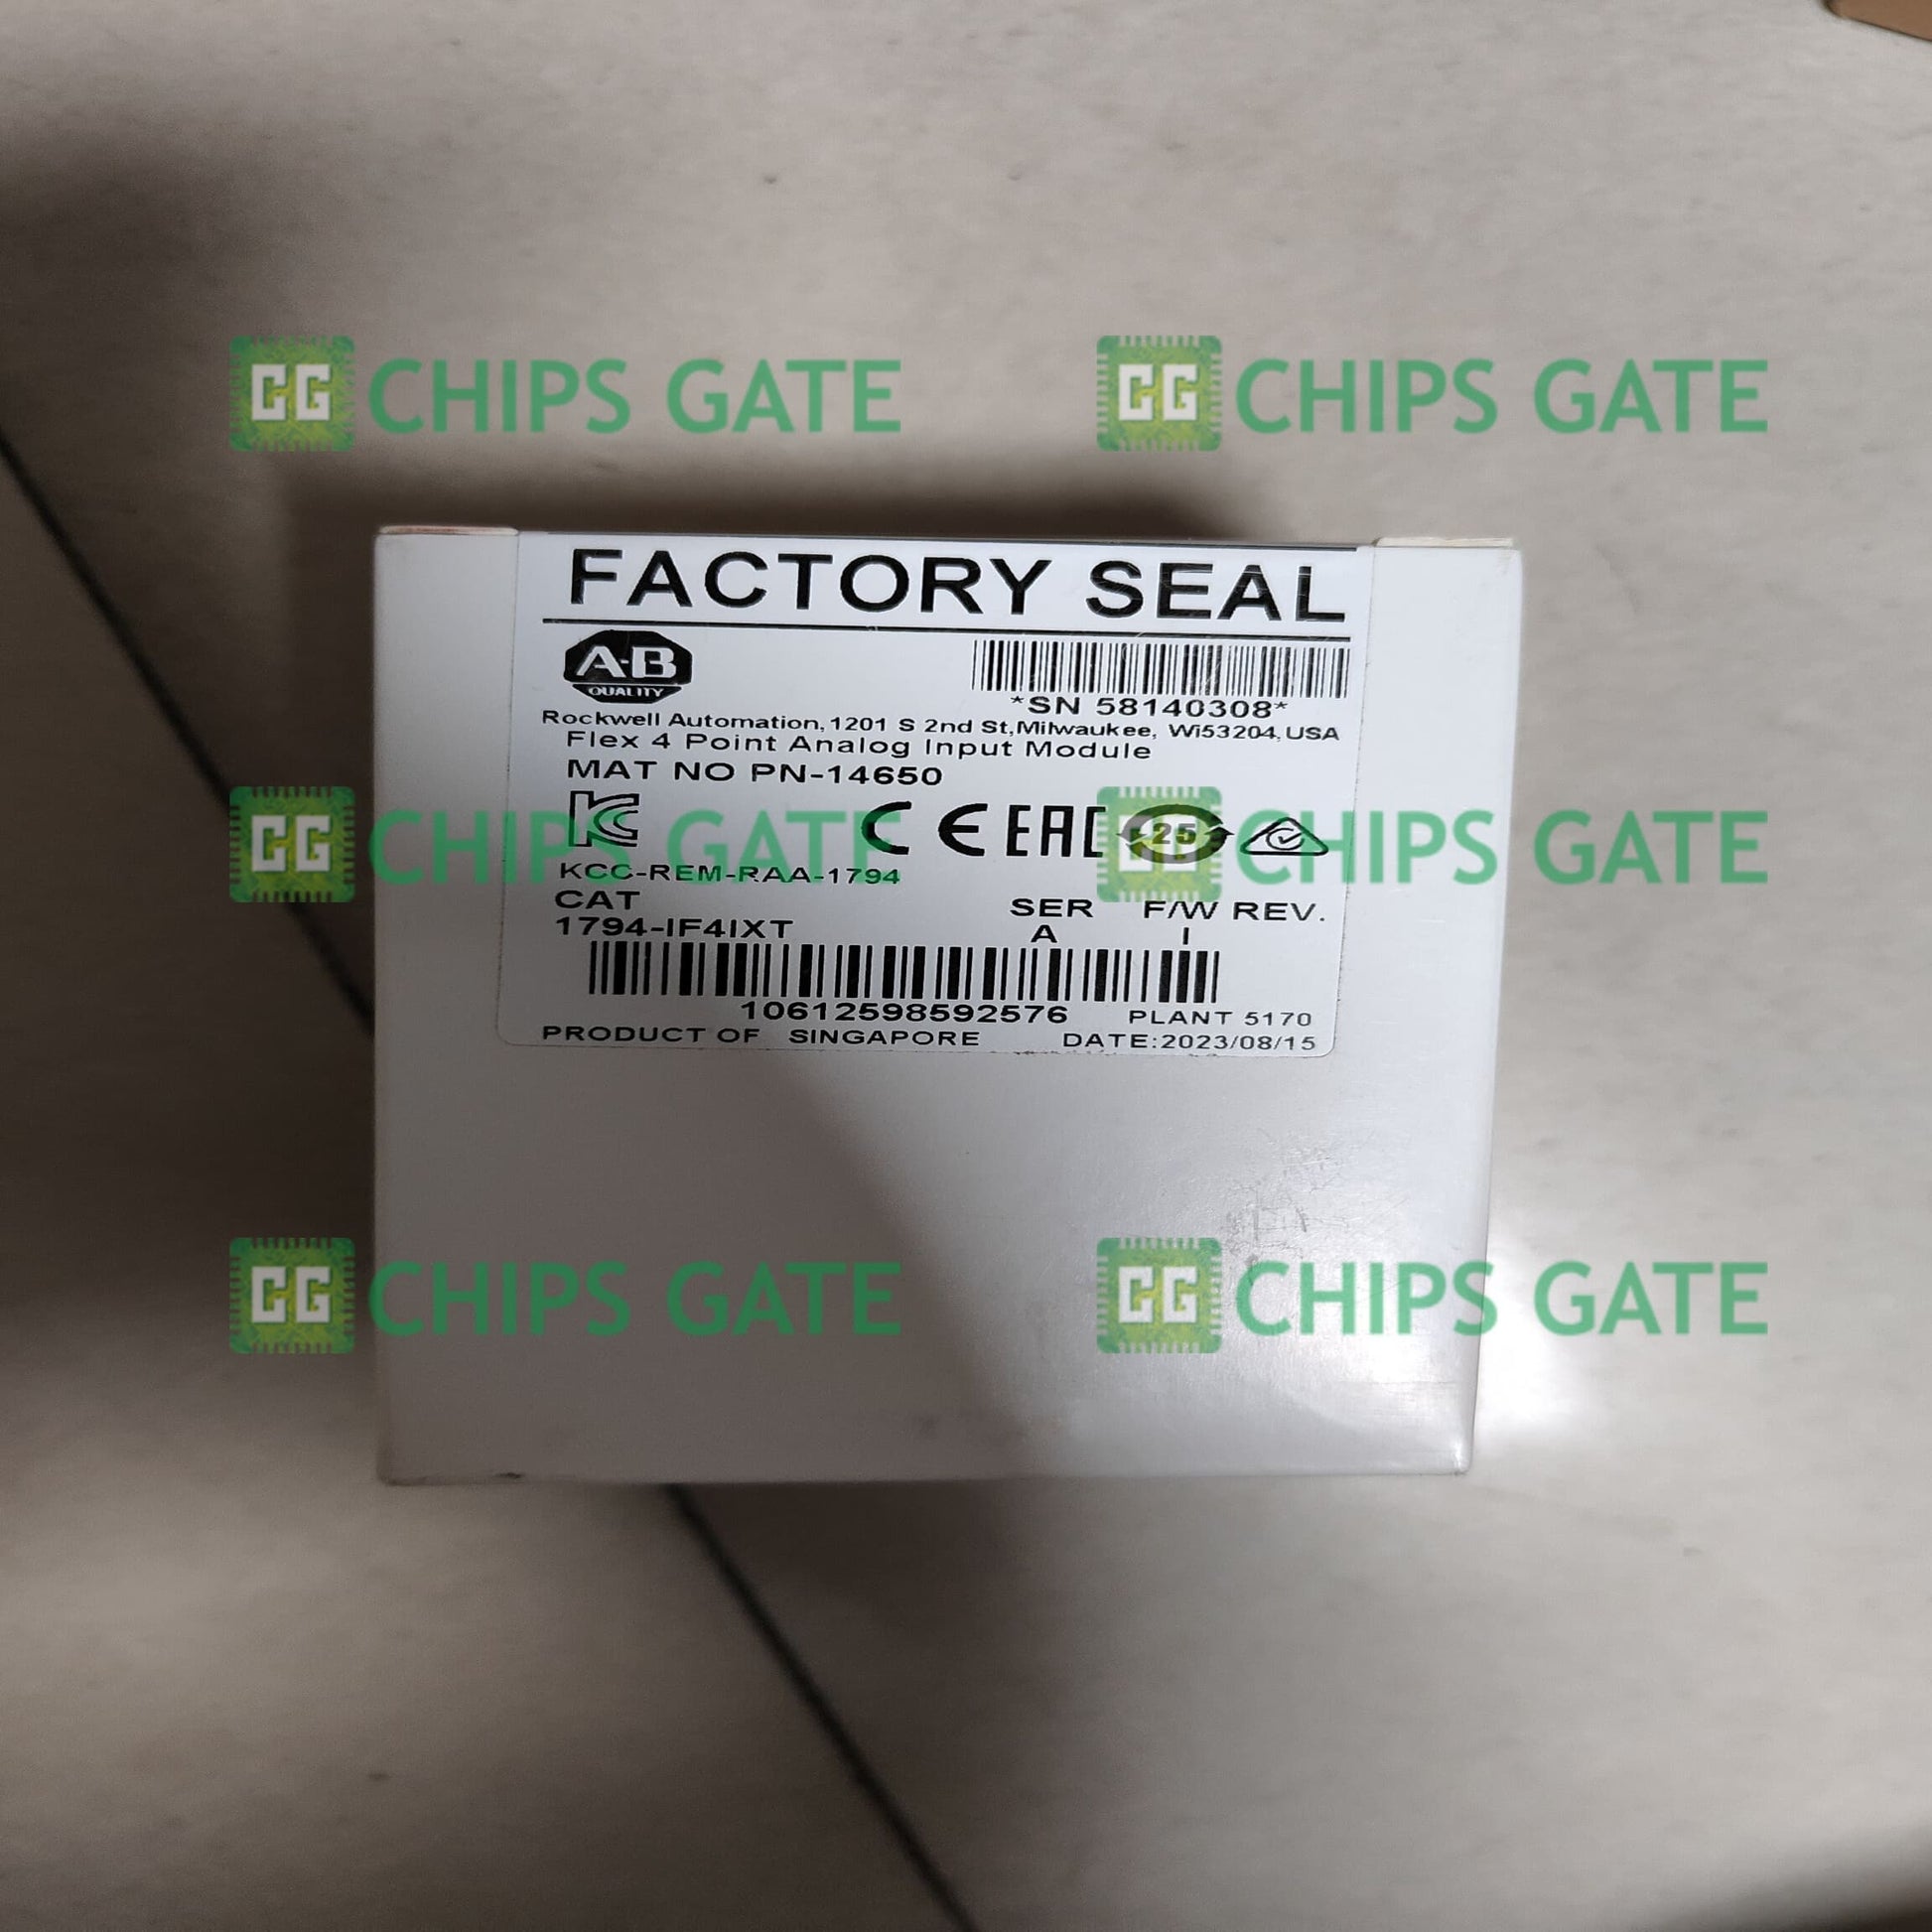 CG CHIPS GATE
CG CHIPS GATE
FACTORY SEAL
A-B
QUALITY
*SN 58140308*
Rockwell Automation, 1201 S 2nd St, Milwaukee, Wi53204, USA
Flex 4 Point Analog Input Module
MAT NO PN-14650
CE EAC 25
CG CHIPS GATE
CG CHIPS GATE
KCC-REM-RAA-1794
CAT SER F/W REV.
1794-IF4IXT A I
10612598592576 PLANT 5170
PRODUCT OF SINGAPORE DATE:2023/08/15
CG CHIPS GATE
CG CHIPS GATE